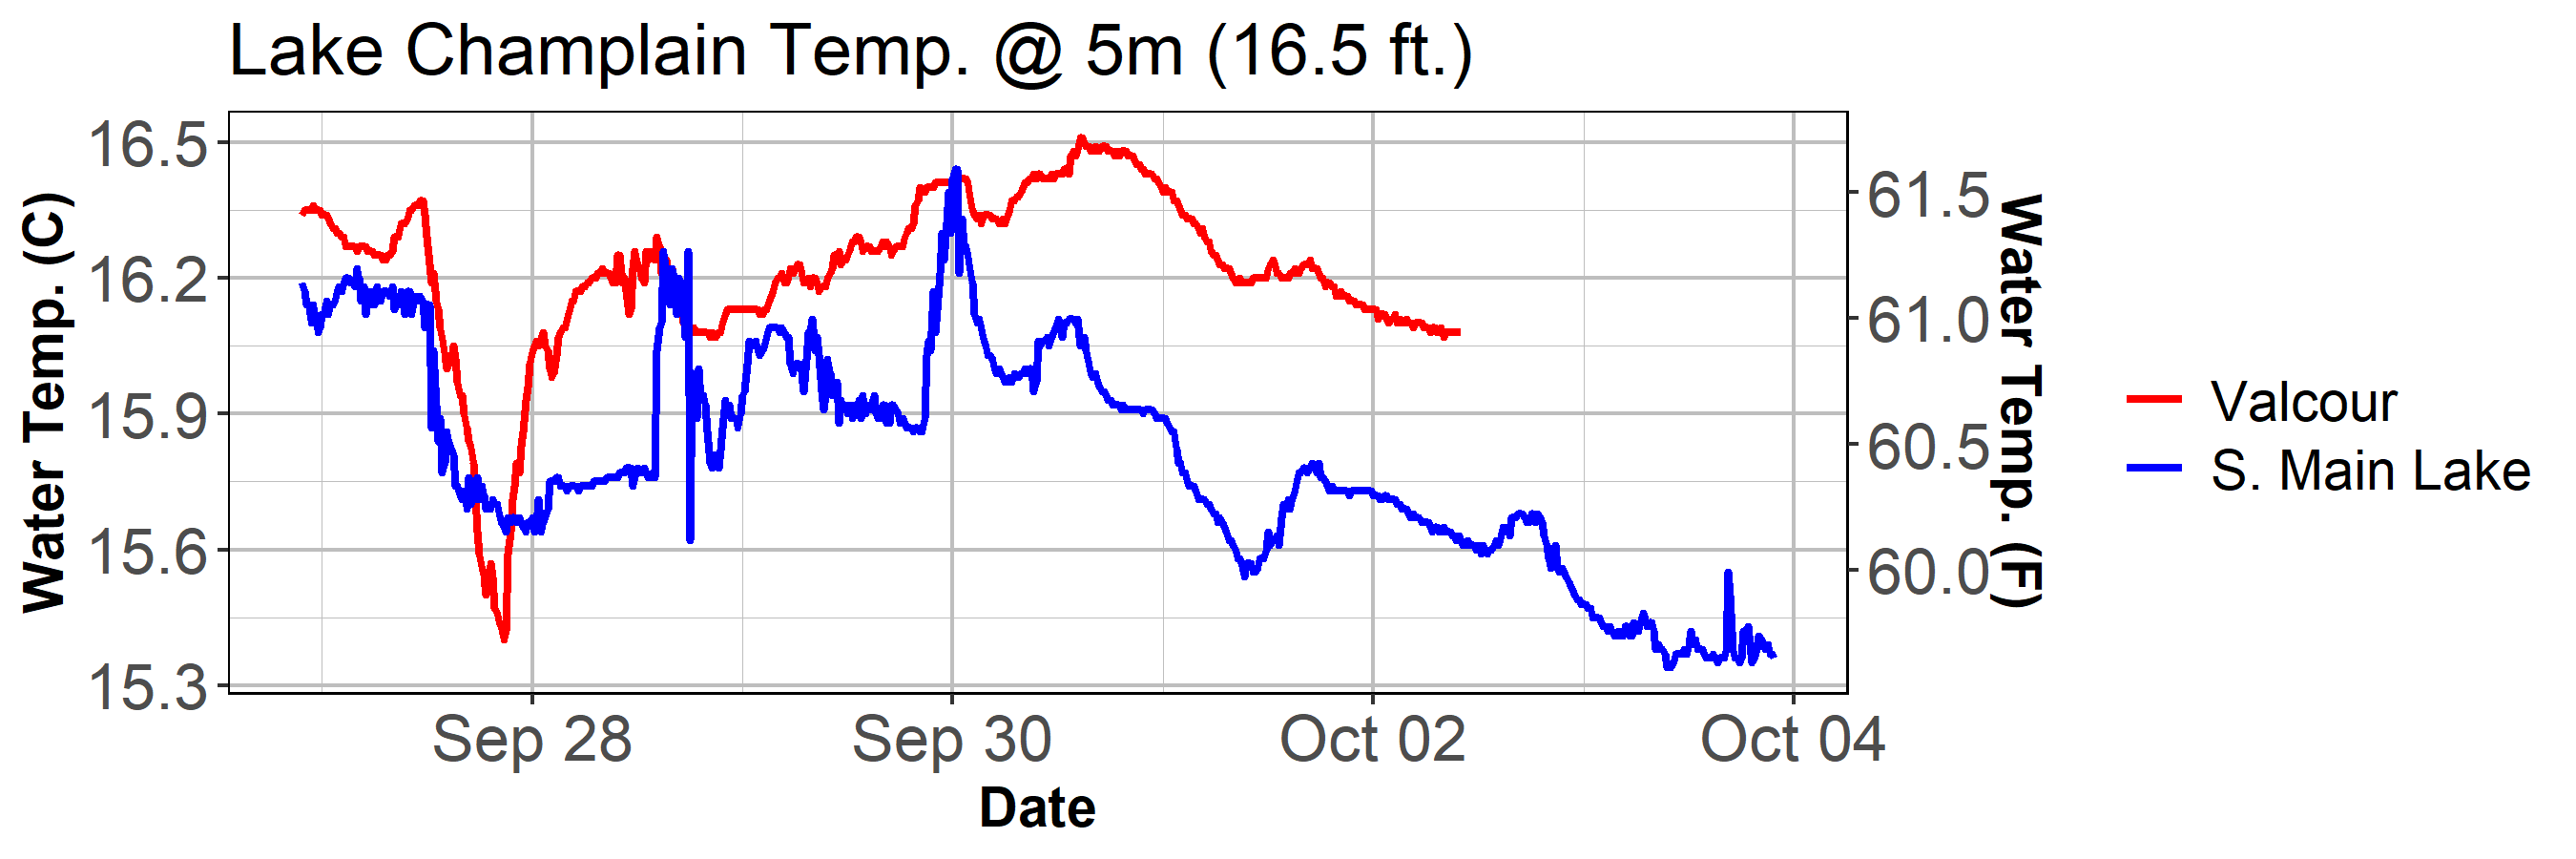 Lake Champlain Temp. @ 5m (16.5 ft.)
Water Temp. (C)
16.5
16.2
15.9
15.6
15.3
61.5
61.0
60.5
60.0
Water Temp. (F)
Valcour
S. Main Lake
Sep 28
Sep 30
Oct 02
Oct 04
Date